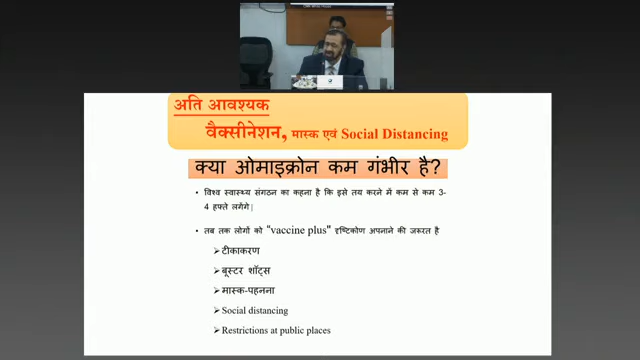 अति आवश्यक
वैक्सीनेशन, मास्क एवं Social Distancing
क्या ओमाइक्रोन कम गंभीर है?
• विश्व स्वास्थ्य संगठन का कहना है कि इसे तय करने में कम से कम 3-
4 हफ्ते लगेंगे|
• तब तक लोगों को "vaccine plus" दृष्टिकोण अपनाने की जरूरत है
➢टीकाकरण
➢बूस्टर शॉट्स
➢मास्क-पहनना
➢Social distancing
➢Restrictions at public places